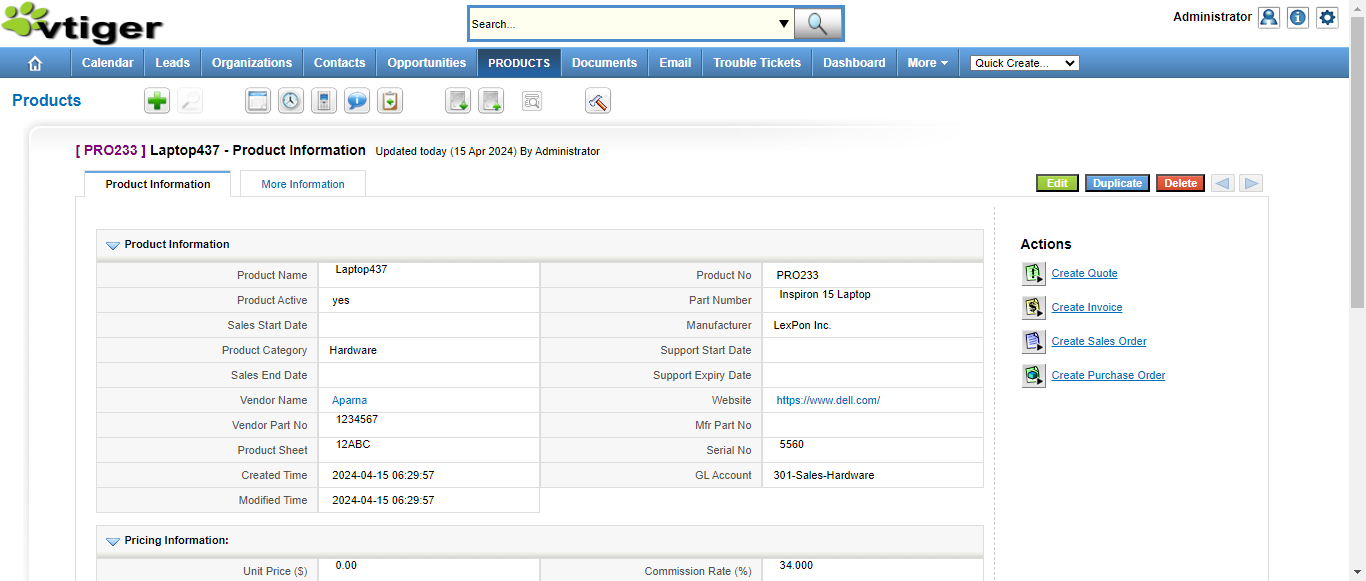 vtiger
Search...
Administrator
Calendar Leads Organizations Contacts Opportunities PRODUCTS Documents Email Trouble Tickets Dashboard More Quick Create...
Products
[ PRO233 ] Laptop437 - Product Information Updated today (15 Apr 2024) By Administrator
Product Information More Information Edit Duplicate Delete
Product Information
Product Name Laptop437 Product No PRO233
Product Active yes Part Number Inspiron 15 Laptop
Sales Start Date Manufacturer LexPon Inc.
Product Category Hardware Support Start Date
Sales End Date Support Expiry Date
Vendor Name Aparna Website https://www.dell.com/
Vendor Part No 1234567 Mfr Part No
Product Sheet 12ABC Serial No 5560
Created Time 2024-04-15 06:29:57 GL Account 301-Sales-Hardware
Modified Time 2024-04-15 06:29:57
Pricing Information:
Unit Price ($) 0.00 Commission Rate (%) 34.000
Actions
Create Quote
Create Invoice
Create Sales Order
Create Purchase Order